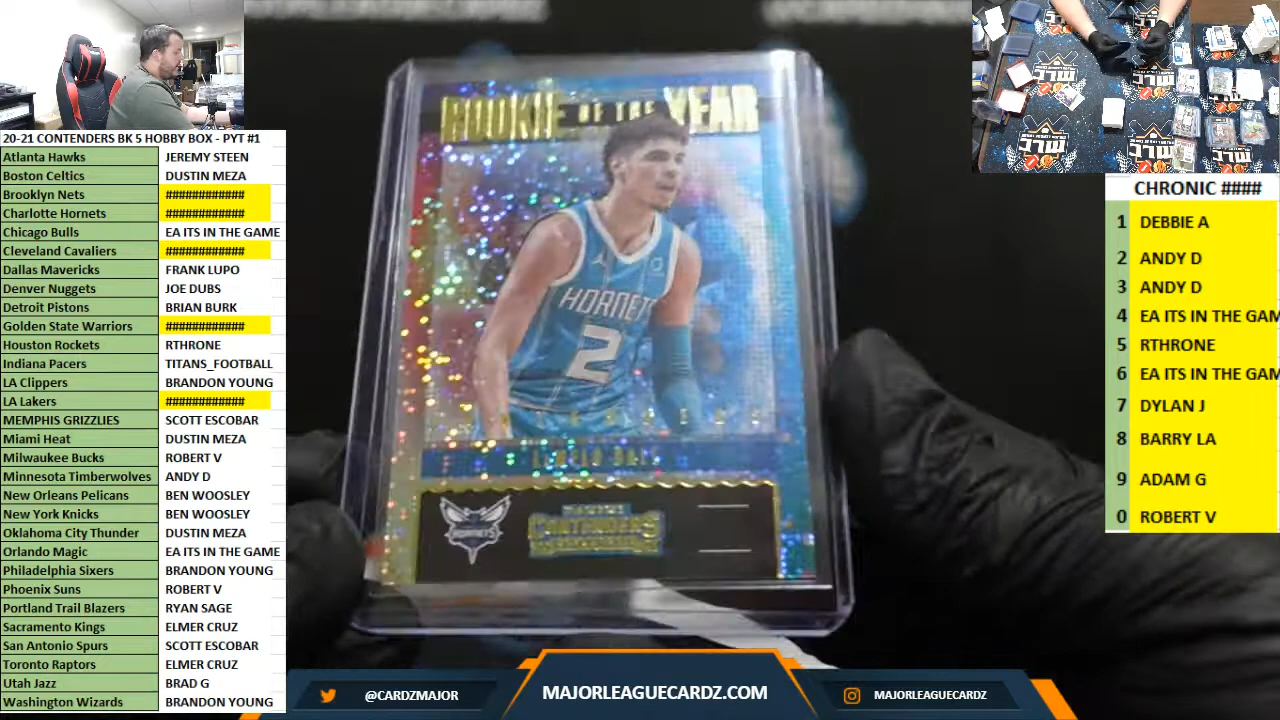 20-21 CONTENDERS BK 5 HOBBY BOX - PYT #1
Atlanta Hawks JEREMY STEEN
Boston Celtics DUSTIN MEZA
Brooklyn Nets ############
Charlotte Hornets ############
Chicago Bulls EA ITS IN THE GAME
Cleveland Cavaliers ############
Dallas Mavericks FRANK LUPO
Denver Nuggets JOE DUBS
Detroit Pistons BRIAN BURK
Golden State Warriors ############
Houston Rockets RTHRONE
Indiana Pacers TITANS_FOOTBALL
LA Clippers BRANDON YOUNG
LA Lakers ############
MEMPHIS GRIZZLIES SCOTT ESCOBAR
Miami Heat DUSTIN MEZA
Milwaukee Bucks ROBERT V
Minnesota Timberwolves ANDY D
New Orleans Pelicans BEN WOOSLEY
New York Knicks BEN WOOSLEY
Oklahoma City Thunder DUSTIN MEZA
Orlando Magic EA ITS IN THE GAME
Philadelphia Sixers BRANDON YOUNG
Phoenix Suns ROBERT V
Portland Trail Blazers RYAN SAGE
Sacramento Kings ELMER CRUZ
San Antonio Spurs SCOTT ESCOBAR
Toronto Raptors ELMER CRUZ
Utah Jazz BRAD G
Washington Wizards BRANDON YOUNG
ROOKIE OF THE YEAR
HORNETS
2
LAMELO BALL
HORNETS
CONTENDERS
CHRONIC ####
1 DEBBIE A
2 ANDY D
3 ANDY D
4 EA ITS IN THE GAM
5 RTHRONE
6 EA ITS IN THE GAM
7 DYLAN J
8 BARRY LA
9 ADAM G
0 ROBERT V
MLC
MLC
MLC
MLC
@CARDZMAJOR
MAJORLEAGUECARDZ.COM
MAJORLEAGUECARDZ